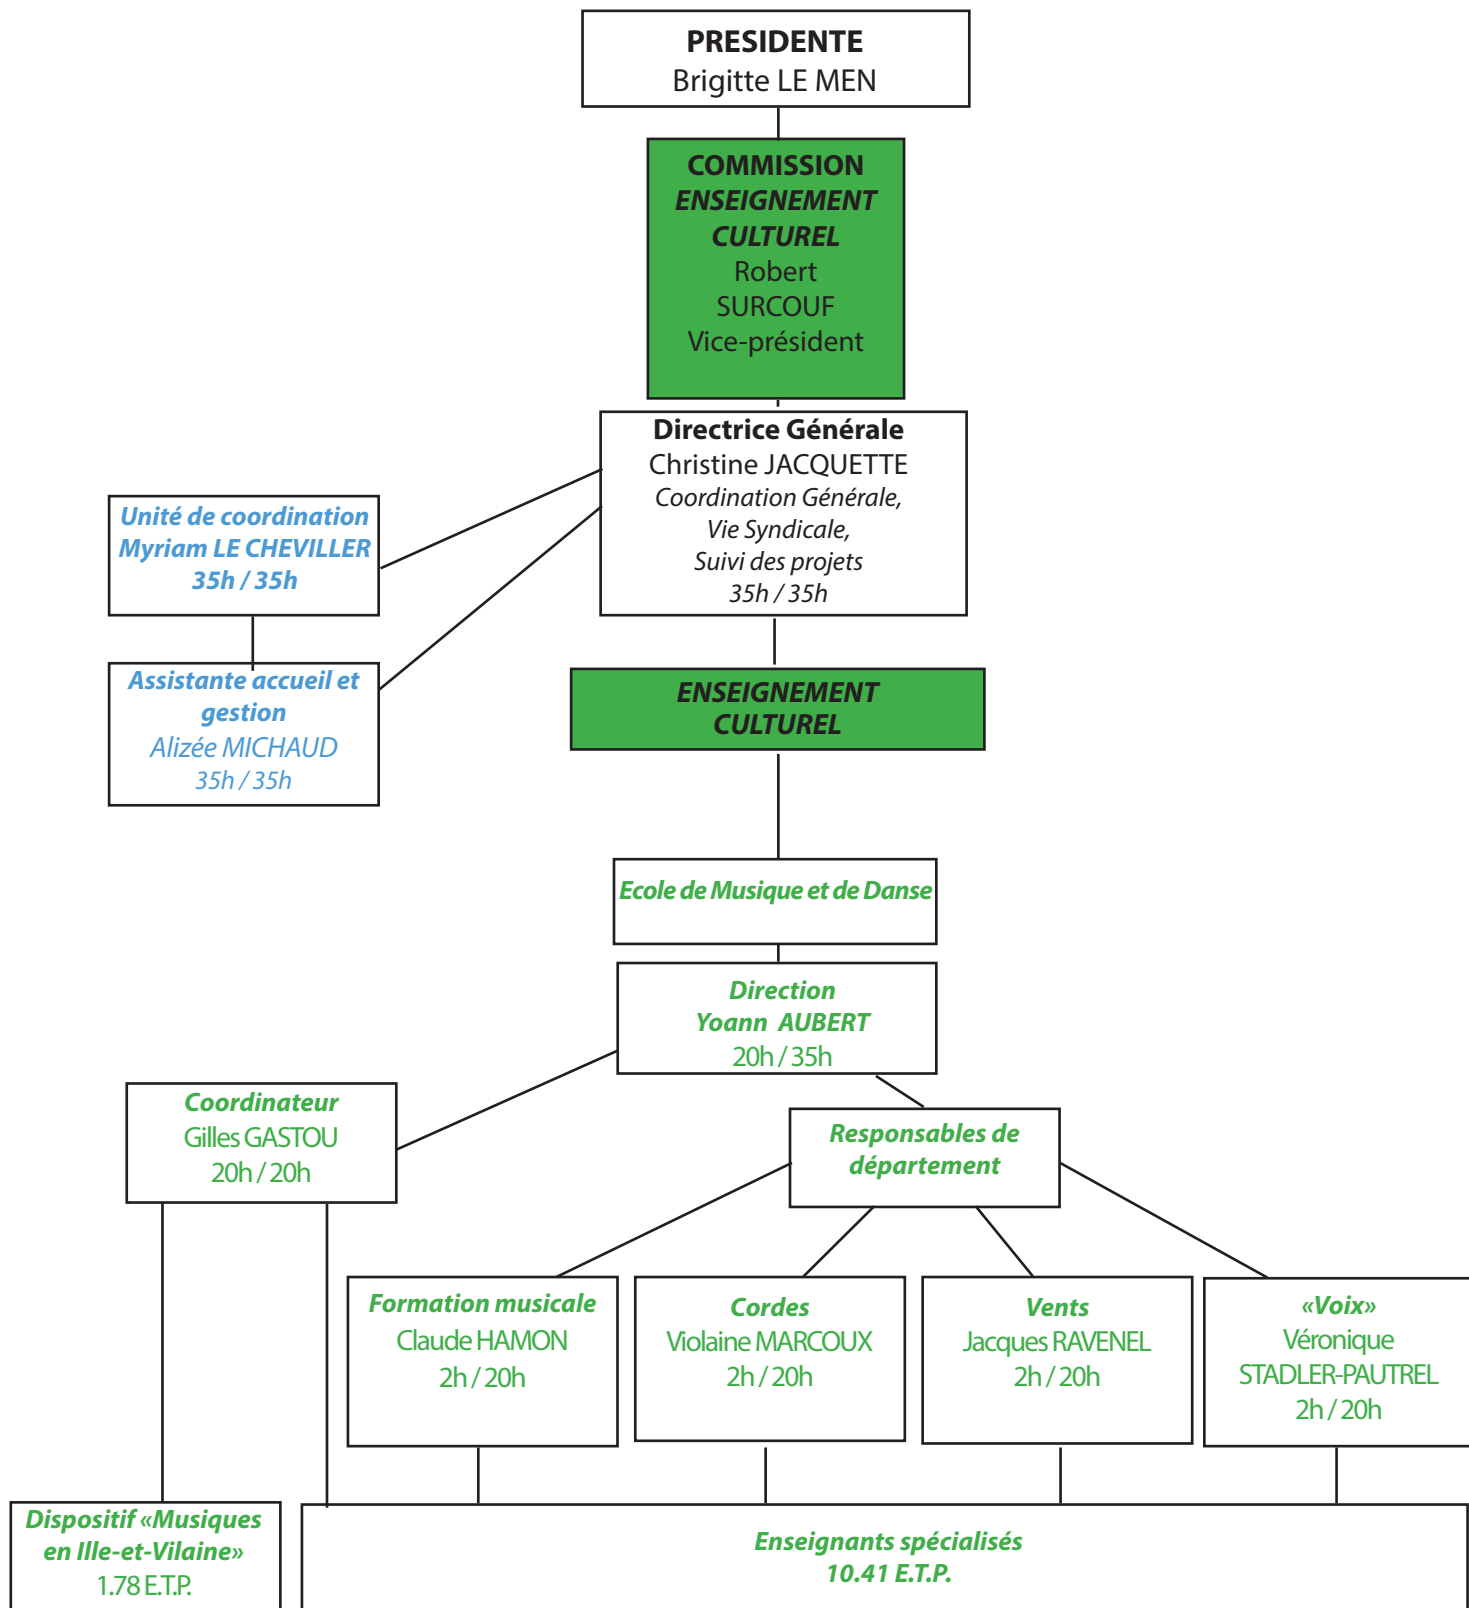 PRESIDENTE
Brigitte LE MEN
COMMISSION
ENSEIGNEMENT
CULTUREL
Robert
SURCOUF
Vice-président
Directrice Générale
Christine JACQUETTE
Coordination Générale,
Vie Syndicale,
Suivi des projets
35h / 35h
Unité de coordination
Myriam LE CHEVILLER
35h / 35h
Assistante accueil et
gestion
Alizée MICHAUD
35h / 35h
ENSEIGNEMENT
CULTUREL
Ecole de Musique et de Danse
Direction
Yoann AUBERT
20h / 35h
Coordinateur
Gilles GASTOU
20h / 20h
Responsables de
département
Formation musicale
Claude HAMON
2h / 20h
Cordes
Violaine MARCOUX
2h / 20h
Vents
Jacques RAVENEL
2h / 20h
«Voix»
Véronique
STADLER-PAUTREL
2h / 20h
Dispositif «Musiques
en Ille-et-Vilaine»
1.78 E.T.P.
Enseignants spécialisés
10.41 E.T.P.